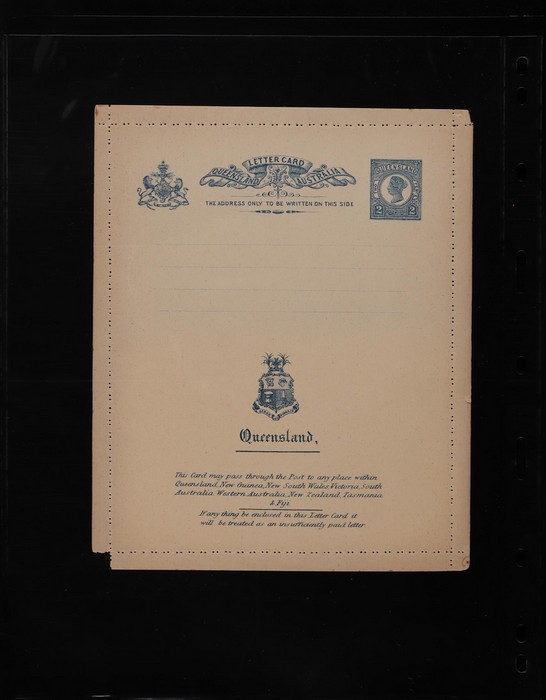 LETTER CARD
QUEENSLAND AUSTRALIA
THE ADDRESS ONLY TO BE WRITTEN ON THIS SIDE
QUEENSLAND
2 2
Queensland,
This Card may pass through the Post to any place within
Queensland, New Guinea, New South Wales, Victoria, South
Australia, Western Australia, New Zealand, Tasmania
& Fiji
If any thing be enclosed in this Letter Card it
will be treated as an insufficiently paid letter.